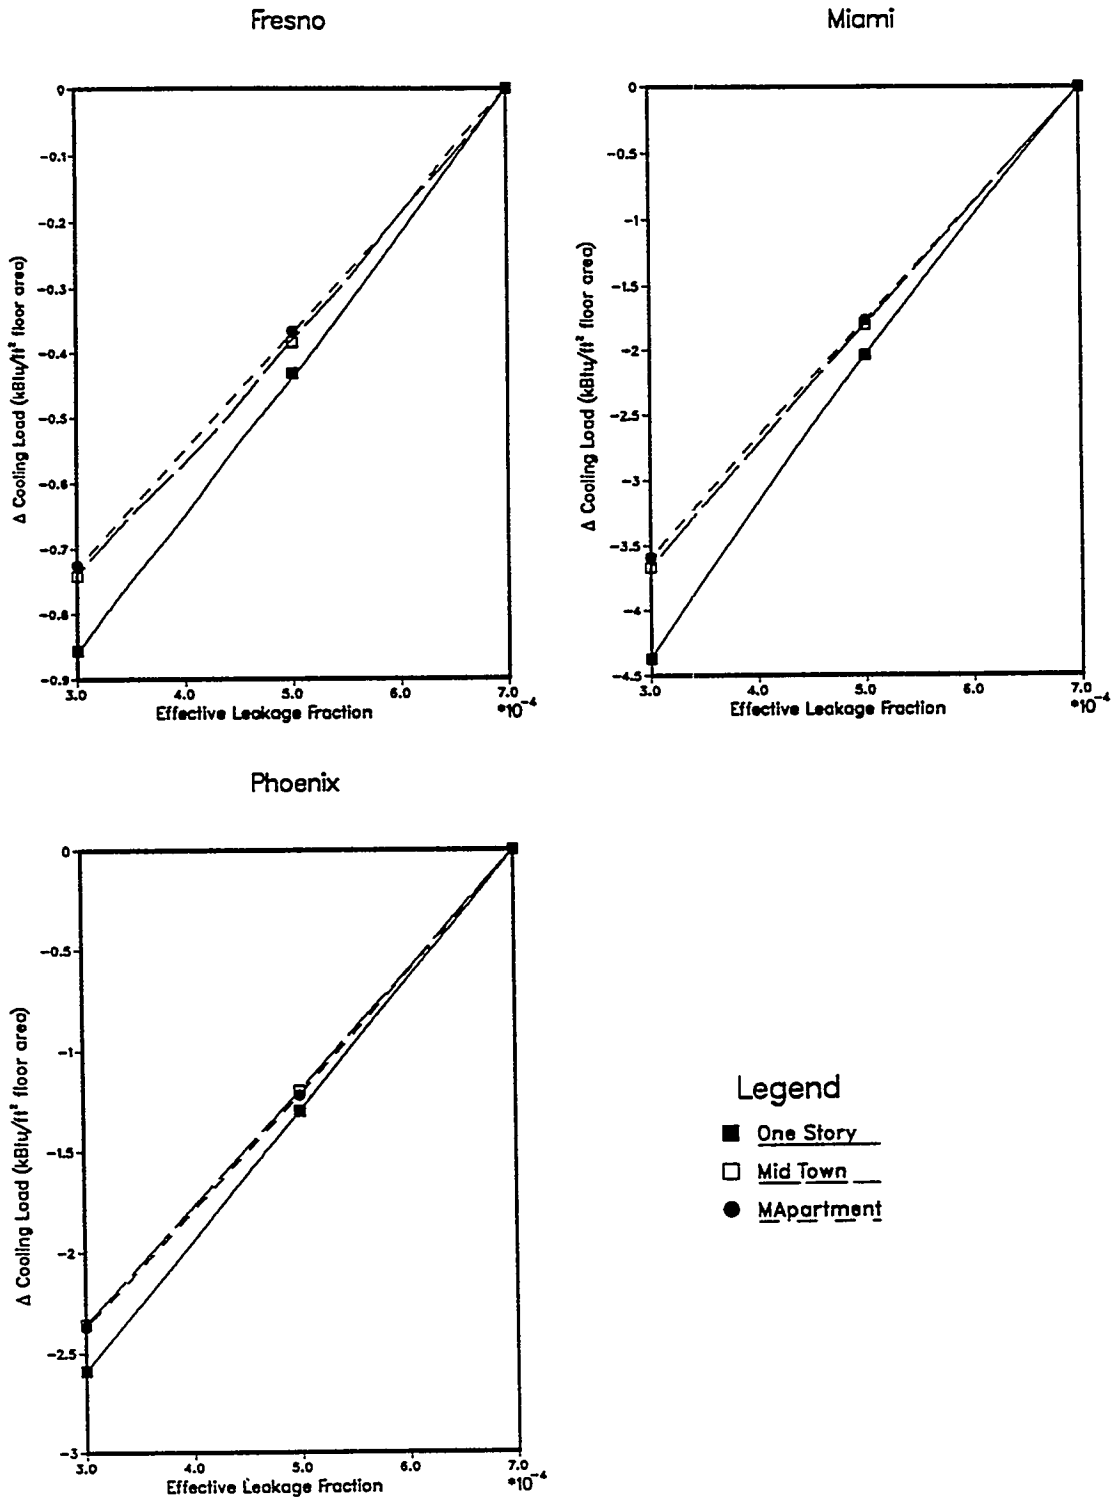 Fresno
0
-0.1
-0.2
-0.3
-0.4
-0.5
-0.6
-0.7
-0.8
-0.9
Δ Cooling Load (kBtu/ft² floor area)
3.0 4.0 5.0 6.0 7.0
*10⁻⁴
Effective Leakage Fraction
Miami
0
-0.5
-1
-1.5
-2
-2.5
-3
-3.5
-4
-4.5
Δ Cooling Load (kBtu/ft² floor area)
3.0 4.0 5.0 6.0 7.0
*10⁻⁴
Effective Leakage Fraction
Phoenix
0
-0.5
-1
-1.5
-2
-2.5
-3
Δ Cooling Load (kBtu/ft² floor area)
3.0 4.0 5.0 6.0 7.0
*10⁻⁴
Effective Leakage Fraction
Legend
One Story
Mid Town
MApartment